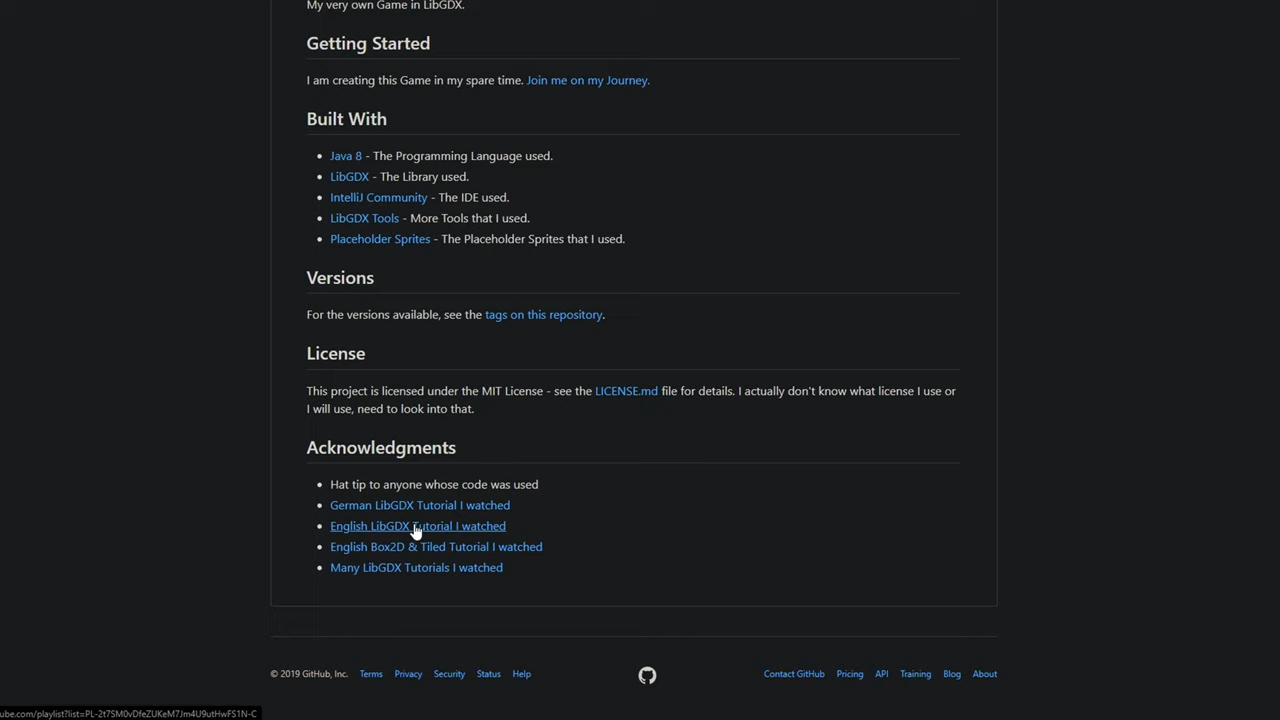 My very own Game in LibGDX.
Getting Started
I am creating this Game in my spare time. Join me on my Journey.
Built With
Java 8 - The Programming Language used.
LibGDX - The Library used.
IntelliJ Community - The IDE used.
LibGDX Tools - More Tools that I used.
Placeholder Sprites - The Placeholder Sprites that I used.
Versions
For the versions available, see the tags on this repository.
License
This project is licensed under the MIT License - see the LICENSE.md file for details. I actually don't know what license I use or
I will use, need to look into that.
Acknowledgments
Hat tip to anyone whose code was used
German LibGDX Tutorial I watched
English LibGDX Tutorial I watched
English Box2D & Tiled Tutorial I watched
Many LibGDX Tutorials I watched
© 2019 GitHub, Inc. Terms Privacy Security Status Help Contact GitHub Pricing API Training Blog About
ube.com/playlist?list=PL-2t7SM0vDfeZUKeM7Jm4U9utHwFS1N-C